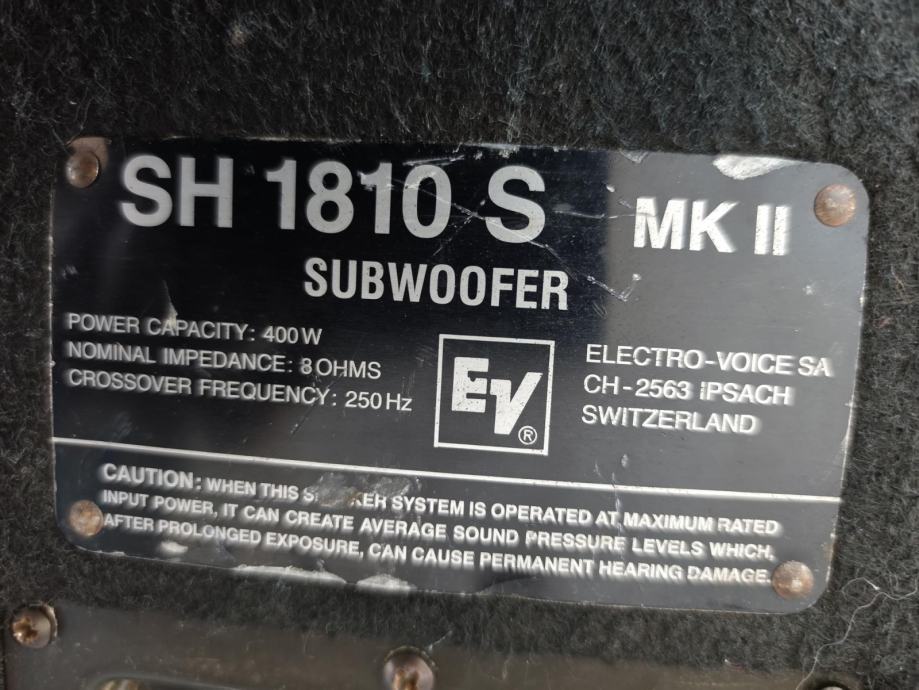 SH 1810 S MK II
SUBWOOFER
POWER CAPACITY: 400 W
NOMINAL IMPEDANCE: 8 OHMS
CROSSOVER FREQUENCY: 250 Hz
EV ®
ELECTRO-VOICE SA
CH-2563 iPSACH
SWITZERLAND
CAUTION: WHEN THIS SYSTEM IS OPERATED AT MAXIMUM RATED
INPUT POWER, IT CAN CREATE AVERAGE SOUND PRESSURE LEVELS WHICH,
AFTER PROLONGED EXPOSURE, CAN CAUSE PERMANENT HEARING DAMAGE.